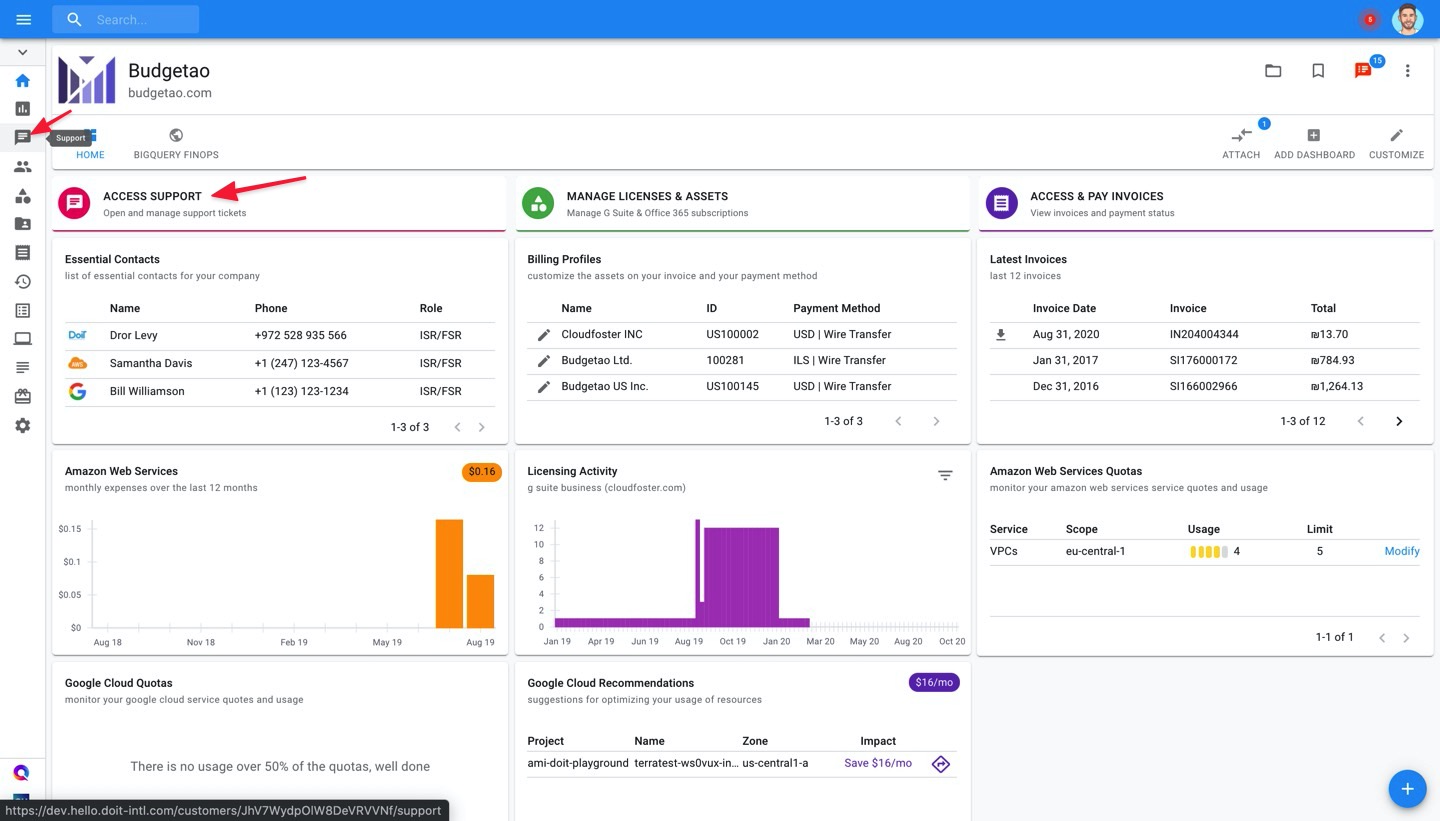 Search...
6
Budgetao
budgetao.com
15
Support
HOME
BIGQUERY FINOPS
1
ATTACH
ADD DASHBOARD
CUSTOMIZE
ACCESS SUPPORT
Open and manage support tickets
MANAGE LICENSES & ASSETS
Manage G Suite & Office 365 subscriptions
ACCESS & PAY INVOICES
View invoices and payment status
Essential Contacts
list of essential contacts for your company
Name Phone Role
DoiT Dror Levy +972 528 935 566 ISR/FSR
AWS Samantha Davis +1 (247) 123-4567 ISR/FSR
Bill Williamson +1 (123) 123-1234 ISR/FSR
1-3 of 3
Billing Profiles
customize the assets on your invoice and your payment method
Name ID Payment Method
Cloudfoster INC US100002 USD | Wire Transfer
Budgetao Ltd. 100281 ILS | Wire Transfer
Budgetao US Inc. US100145 USD | Wire Transfer
1-3 of 3
Latest Invoices
last 12 invoices
Invoice Date Invoice Total
Aug 31, 2020 IN204004344 ₪13.70
Jan 31, 2017 SI176000172 ₪784.93
Dec 31, 2016 SI166002966 ₪1,264.13
1-3 of 12
Amazon Web Services
$0.16
monthly expenses over the last 12 months
$0.15
$0.1
$0.05
$0
Aug 18 Nov 18 Feb 19 May 19 Aug 19
Licensing Activity
g suite business (cloudfoster.com)
12
10
8
6
4
2
0
Jan 19 Apr 19 Jun 19 Aug 19 Oct 19 Jan 20 Mar 20 May 20 Aug 20 Oct 20
Amazon Web Services Quotas
monitor your amazon web services service quotes and usage
Service Scope Usage Limit
VPCs eu-central-1 4 5 Modify
1-1 of 1
Google Cloud Quotas
monitor your google cloud service quotes and usage
There is no usage over 50% of the quotas, well done
Google Cloud Recommendations
$16/mo
suggestions for optimizing your usage of resources
Project Name Zone Impact
ami-doit-playground terratest-ws0vux-in... us-central1-a Save $16/mo
https://dev.hello.doit-intl.com/customers/JhV7WydpOlW8DeVRVVNf/support